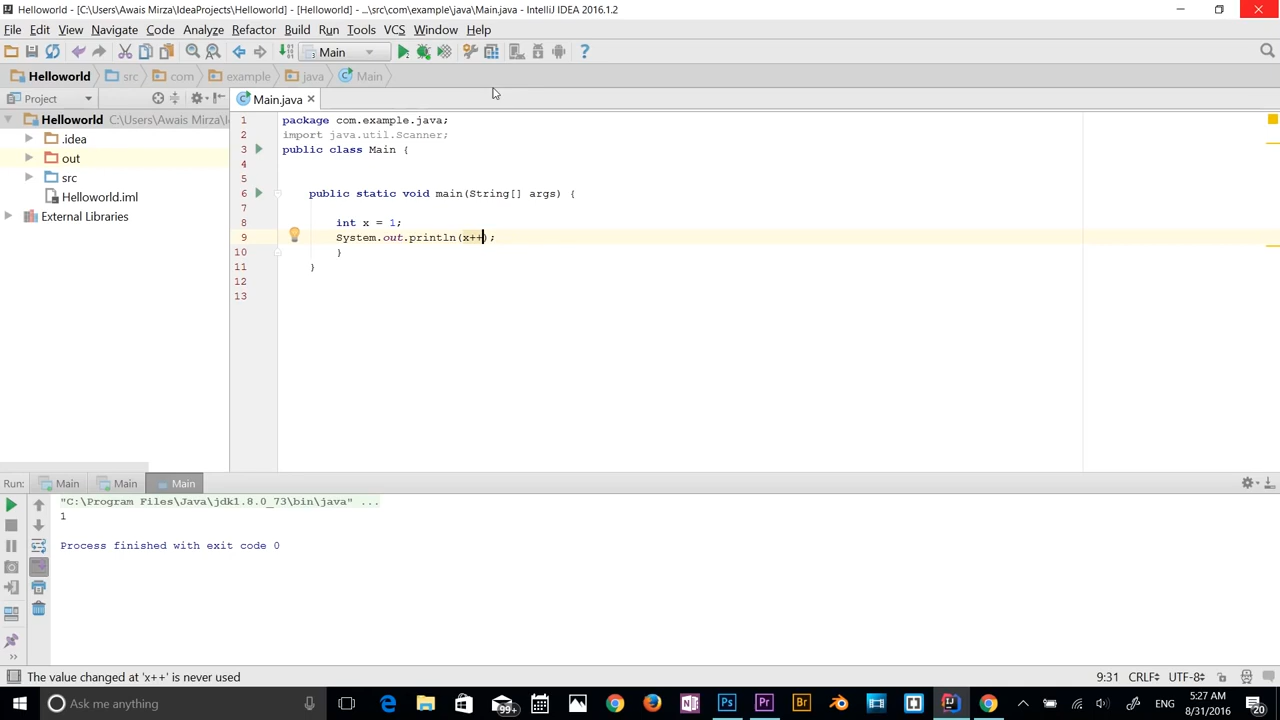 Helloworld - [C:\Users\Awais Mirza\IdeaProjects\Helloworld] - [Helloworld] - ...\src\com\example\java\Main.java - IntelliJ IDEA 2016.1.2
File Edit View Navigate Code Analyze Refactor Build Run Tools VCS Window Help
Main
Helloworld src com example java Main
Project Main.java
Helloworld C:\Users\Awais Mirza\IdeaProjects
.idea
out
src
Helloworld.iml
External Libraries
1 package com.example.java;
2 import java.util.Scanner;
3 public class Main {
4
5
6 public static void main(String[] args) {
7
8 int x = 1;
9 System.out.println(x++);
10 }
11 }
12
13
Run: Main Main Main
"C:\Program Files\Java\jdk1.8.0_73\bin\java" ...
1
Process finished with exit code 0
The value changed at 'x++' is never used 9:31 CRLF UTF-8
Ask me anything 99+ ENG 5:27 AM
8/31/2016 20